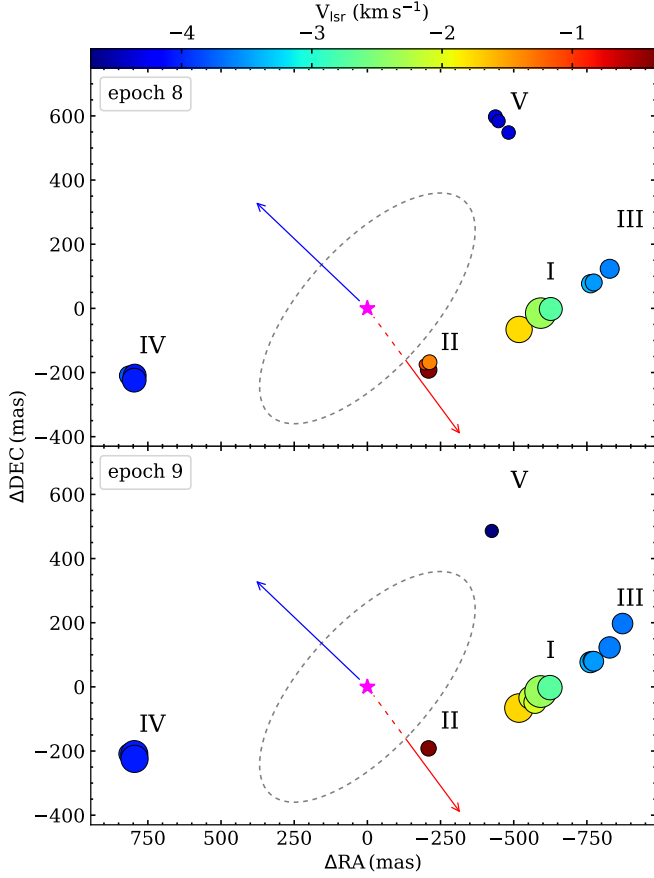 V_lsr (km s⁻¹)
−4 −3 −2 −1
epoch 8
V
III
I
II
IV
600
400
200
0
−200
−400
ΔDEC (mas)
epoch 9
V
III
I
II
IV
600
400
200
0
−200
−400
750 500 250 0 −250 −500 −750
ΔRA (mas)